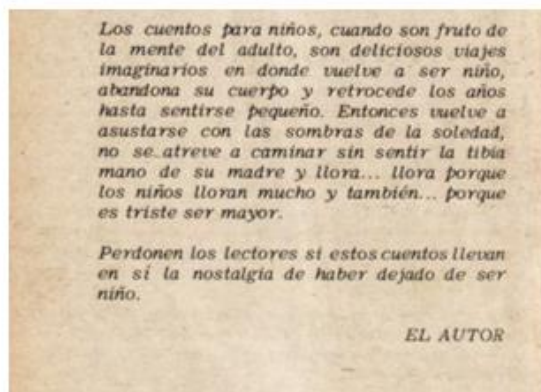 Los cuentos para niños, cuando son fruto de
la mente del adulto, son deliciosos viajes
imaginarios en donde vuelve a ser niño,
abandona su cuerpo y retrocede los años
hasta sentirse pequeño. Entonces vuelve a
asustarse con las sombras de la soledad,
no se atreve a caminar sin sentir la tibia
mano de su madre y llora... llora porque
los niños lloran mucho y también... porque
es triste ser mayor.
Perdonen los lectores si estos cuentos llevan
en sí la nostalgia de haber dejado de ser
niño.
EL AUTOR